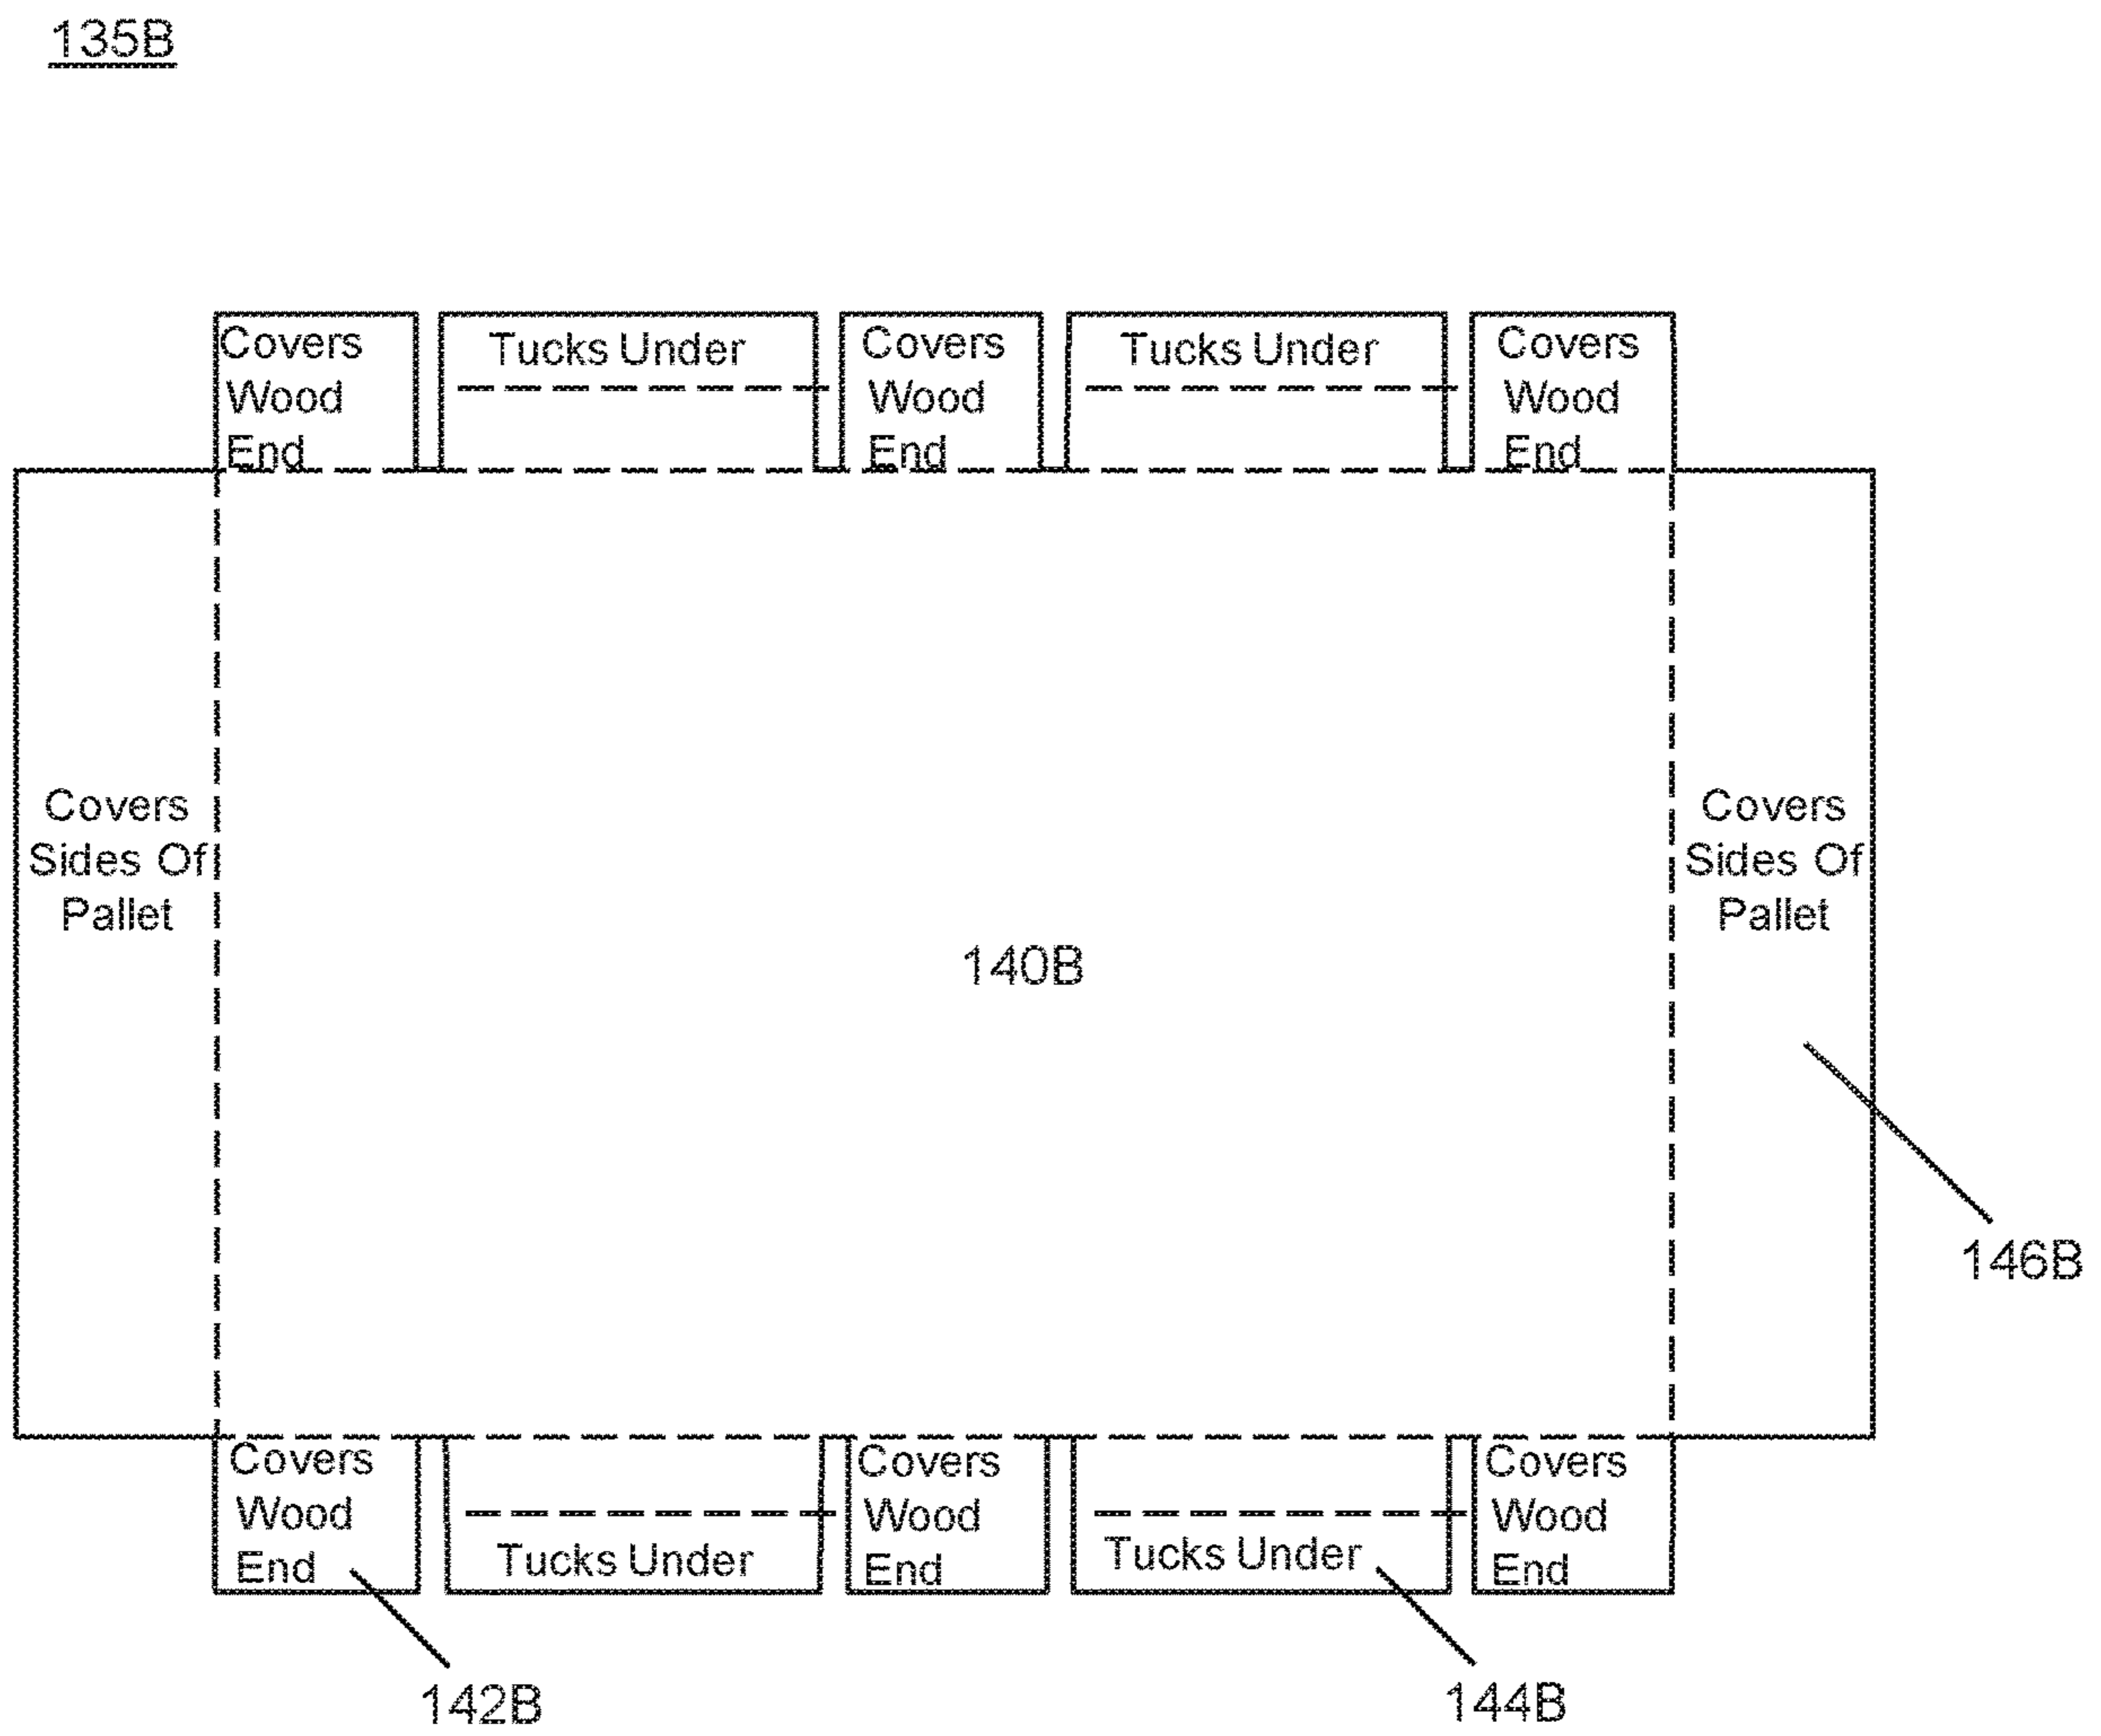 135B
Covers
Wood
End
Tucks Under
Covers
Wood
End
Tucks Under
Covers
Wood
End
Covers
Sides Of
Pallet
140B
Covers
Sides Of
Pallet
146B
Covers
Wood
End
Tucks Under
Covers
Wood
End
Tucks Under
Covers
Wood
End
142B
144B